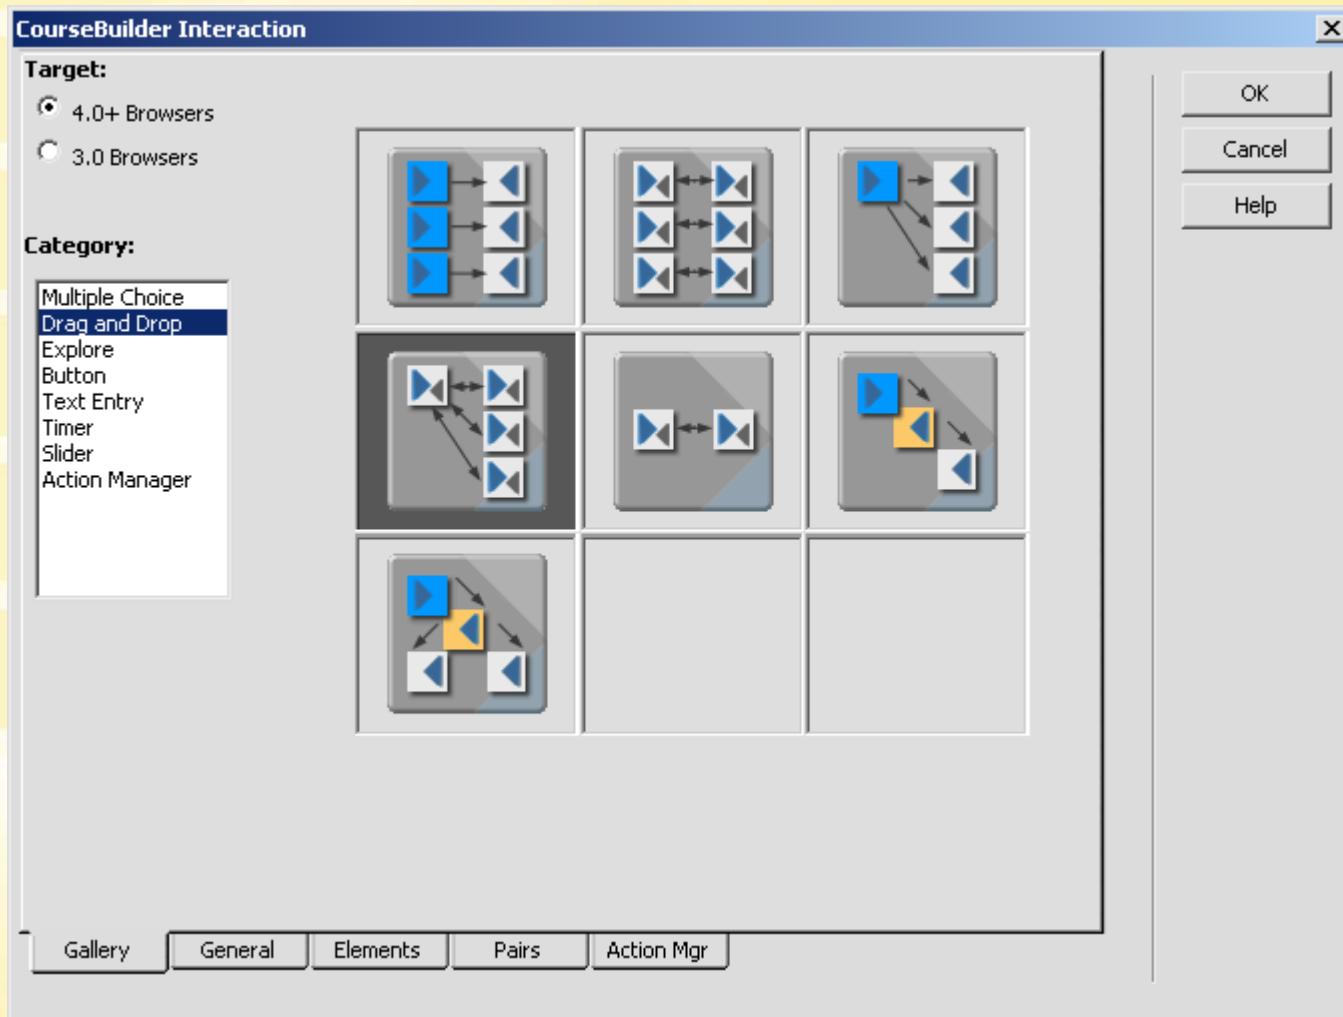 CourseBuilder Interaction
Target:
4.0+ Browsers
3.0 Browsers
Category:
Multiple Choice
Drag and Drop
Explore
Button
Text Entry
Timer
Slider
Action Manager
OK
Cancel
Help
Gallery General Elements Pairs Action Mgr